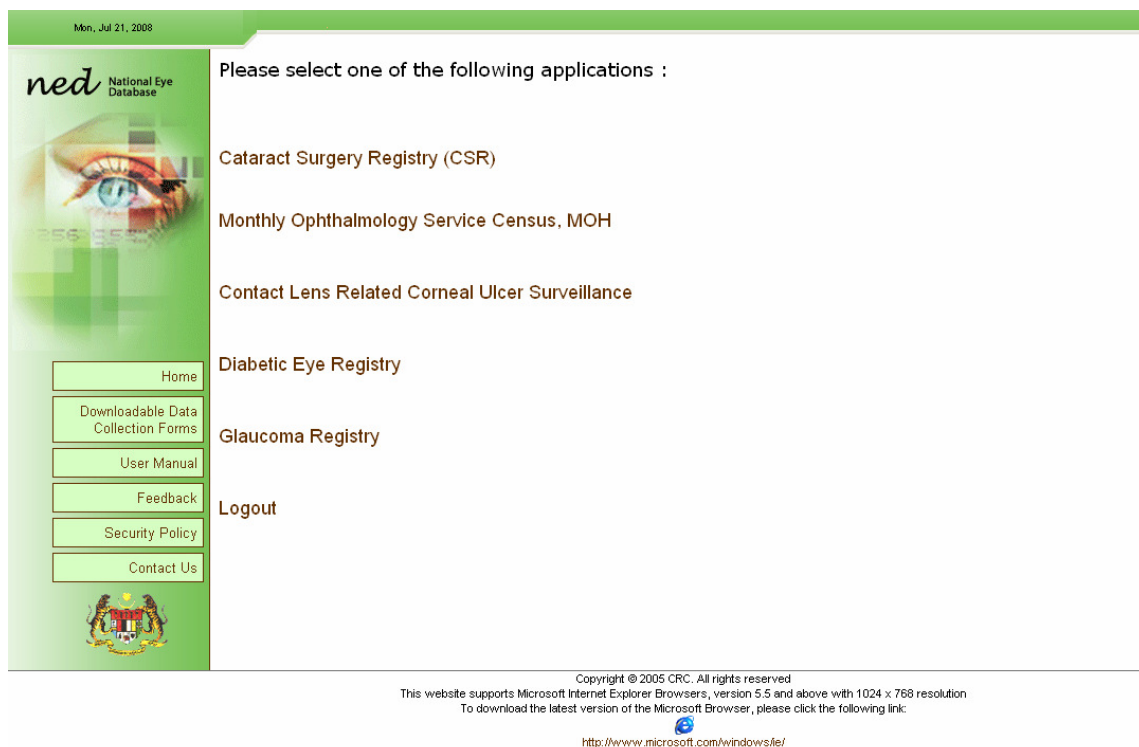 Mon, Jul 21, 2008
ned National Eye
Database
Please select one of the following applications :
Cataract Surgery Registry (CSR)
Monthly Ophthalmology Service Census, MOH
Contact Lens Related Corneal Ulcer Surveillance
Diabetic Eye Registry
Glaucoma Registry
Logout
Home
Downloadable Data
Collection Forms
User Manual
Feedback
Security Policy
Contact Us
Copyright © 2005 CRC. All rights reserved
This website supports Microsoft Internet Explorer Browsers, version 5.5 and above with 1024 x 768 resolution
To download the latest version of the Microsoft Browser, please click the following link:
http://www.microsoft.com/windows/ie/